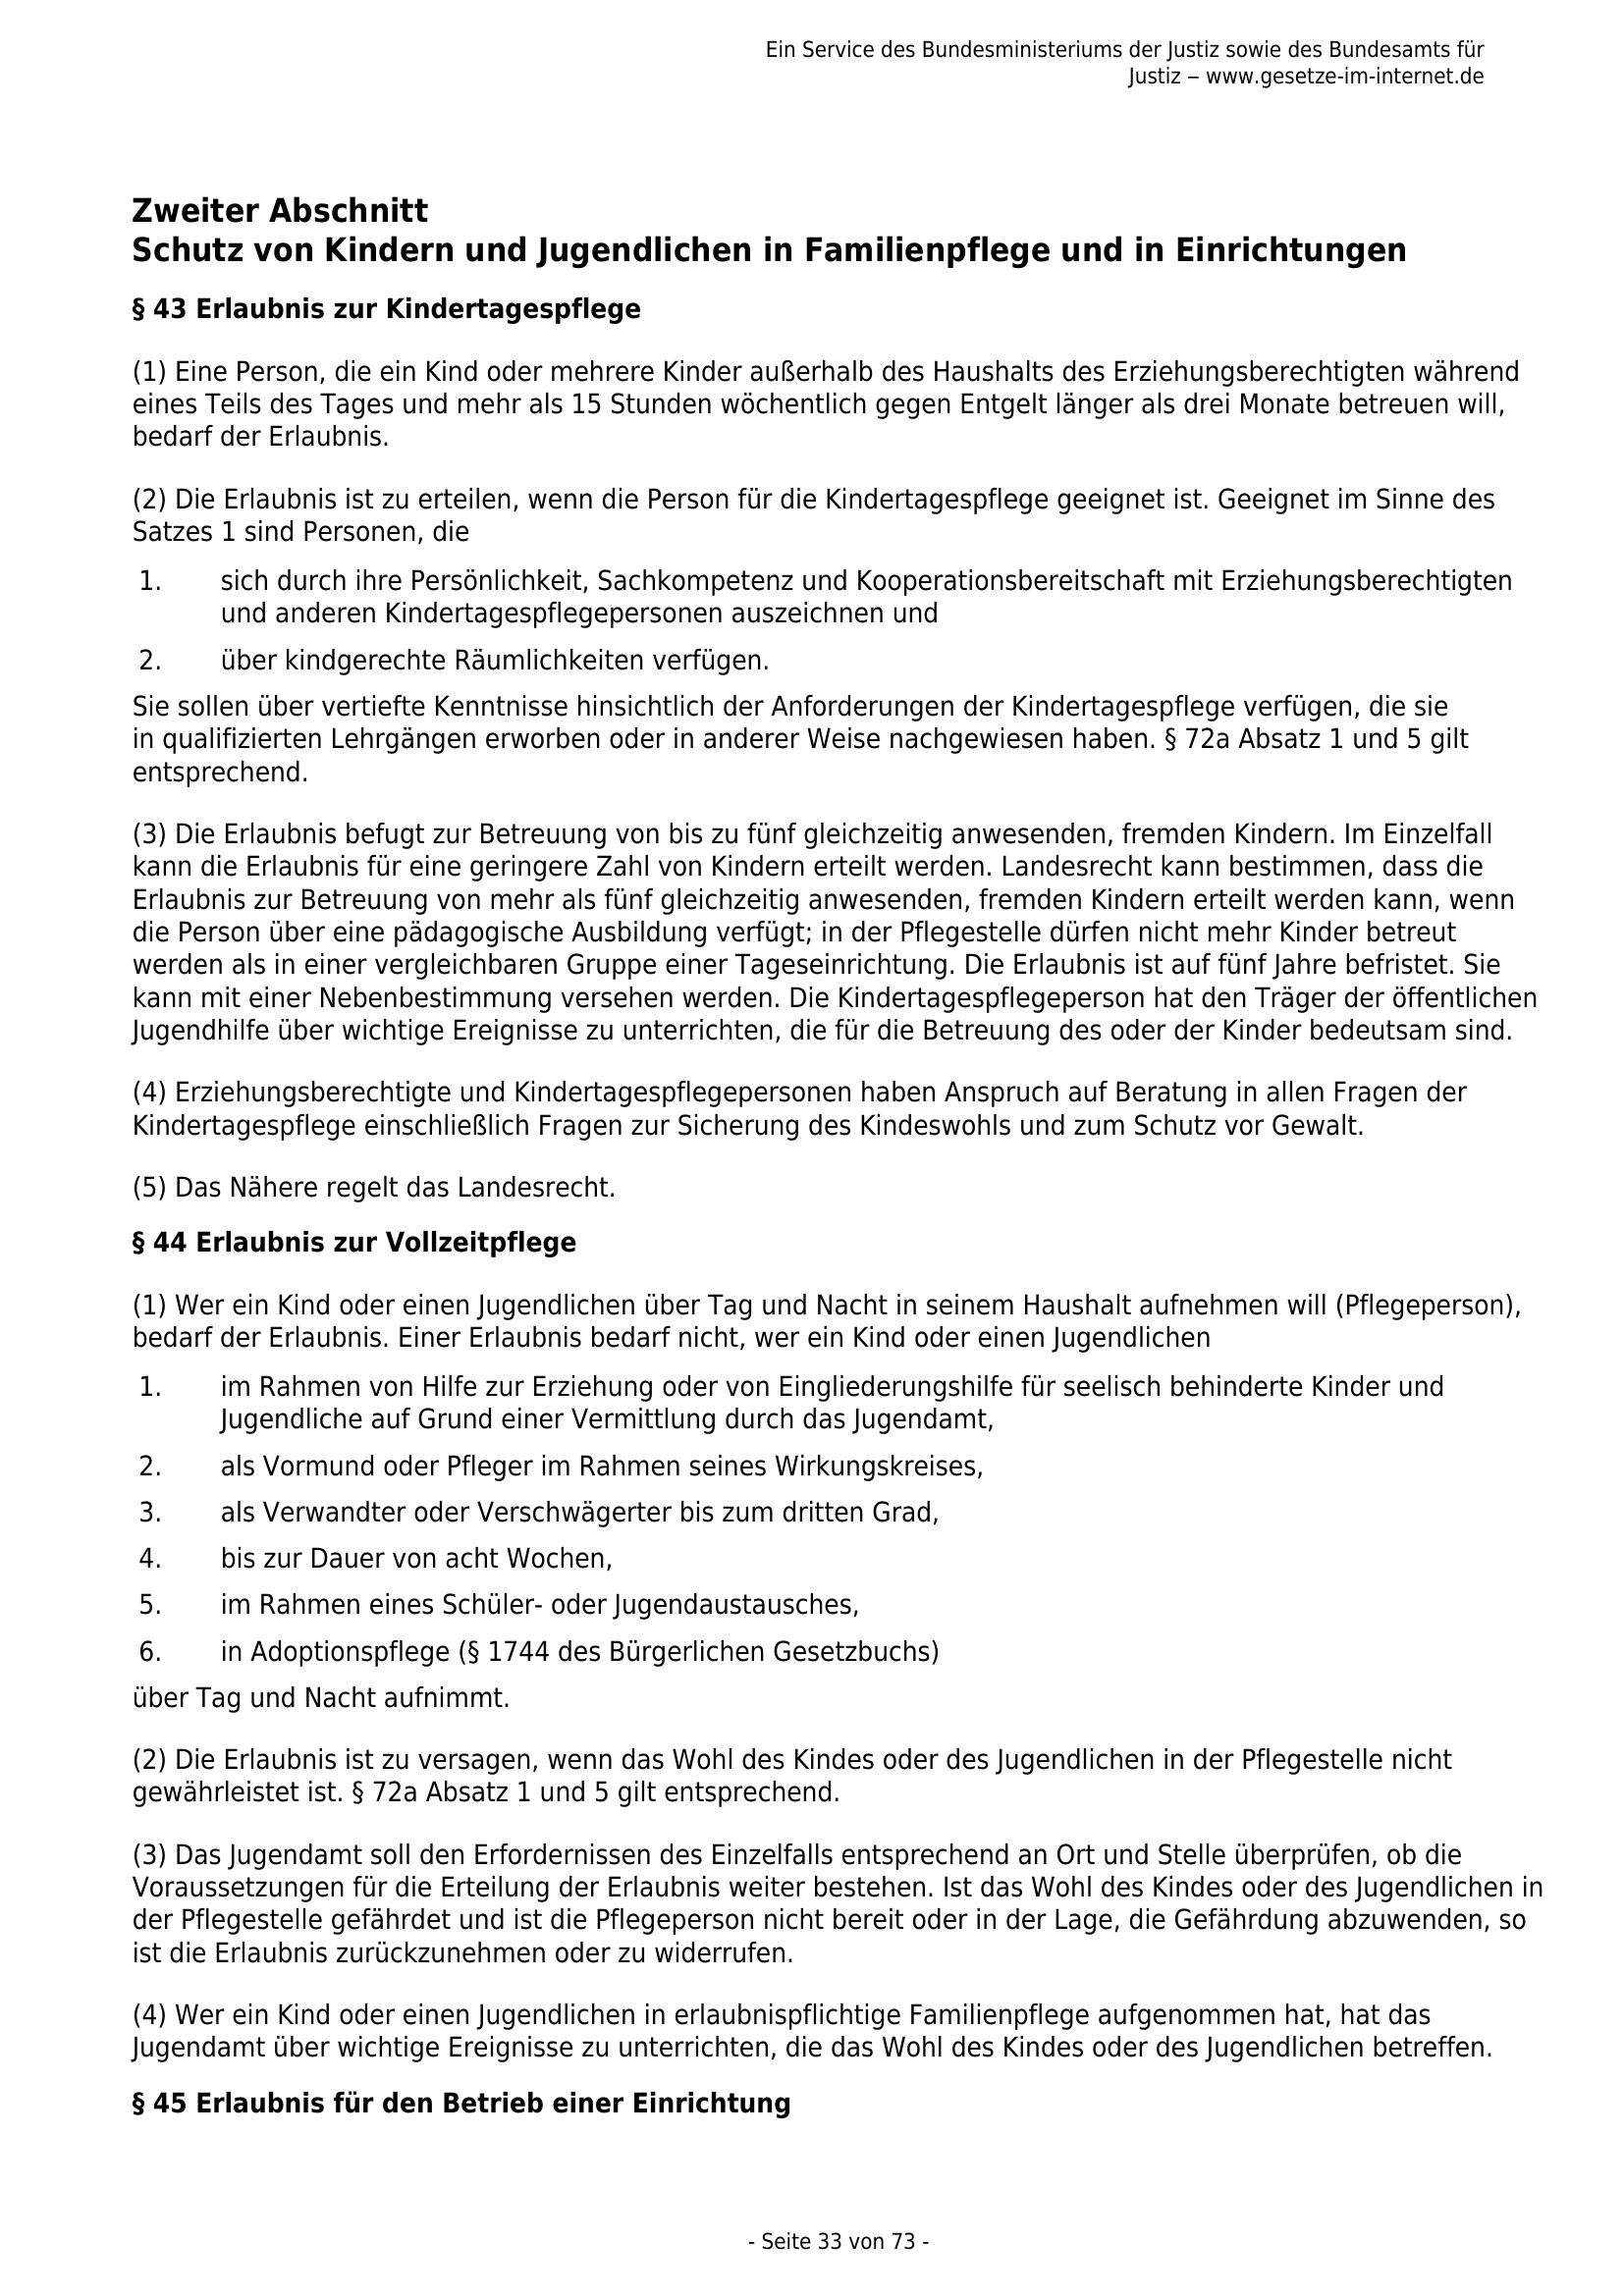 Ein Service des Bundesministeriums der Justiz sowie des Bundesamts für
Justiz ‒ www.gesetze-im-internet.de
Zweiter Abschnitt
Schutz von Kindern und Jugendlichen in Familienpflege und in Einrichtungen
§ 43 Erlaubnis zur Kindertagespflege
(1) Eine Person, die ein Kind oder mehrere Kinder außerhalb des Haushalts des Erziehungsberechtigten während
eines Teils des Tages und mehr als 15 Stunden wöchentlich gegen Entgelt länger als drei Monate betreuen will,
bedarf der Erlaubnis.
(2) Die Erlaubnis ist zu erteilen, wenn die Person für die Kindertagespflege geeignet ist. Geeignet im Sinne des
Satzes 1 sind Personen, die
1. sich durch ihre Persönlichkeit, Sachkompetenz und Kooperationsbereitschaft mit Erziehungsberechtigten
und anderen Kindertagespflegepersonen auszeichnen und
2. über kindgerechte Räumlichkeiten verfügen.
Sie sollen über vertiefte Kenntnisse hinsichtlich der Anforderungen der Kindertagespflege verfügen, die sie
in qualifizierten Lehrgängen erworben oder in anderer Weise nachgewiesen haben. § 72a Absatz 1 und 5 gilt
entsprechend.
(3) Die Erlaubnis befugt zur Betreuung von bis zu fünf gleichzeitig anwesenden, fremden Kindern. Im Einzelfall
kann die Erlaubnis für eine geringere Zahl von Kindern erteilt werden. Landesrecht kann bestimmen, dass die
Erlaubnis zur Betreuung von mehr als fünf gleichzeitig anwesenden, fremden Kindern erteilt werden kann, wenn
die Person über eine pädagogische Ausbildung verfügt; in der Pflegestelle dürfen nicht mehr Kinder betreut
werden als in einer vergleichbaren Gruppe einer Tageseinrichtung. Die Erlaubnis ist auf fünf Jahre befristet. Sie
kann mit einer Nebenbestimmung versehen werden. Die Kindertagespflegeperson hat den Träger der öffentlichen
Jugendhilfe über wichtige Ereignisse zu unterrichten, die für die Betreuung des oder der Kinder bedeutsam sind.
(4) Erziehungsberechtigte und Kindertagespflegepersonen haben Anspruch auf Beratung in allen Fragen der
Kindertagespflege einschließlich Fragen zur Sicherung des Kindeswohls und zum Schutz vor Gewalt.
(5) Das Nähere regelt das Landesrecht.
§ 44 Erlaubnis zur Vollzeitpflege
(1) Wer ein Kind oder einen Jugendlichen über Tag und Nacht in seinem Haushalt aufnehmen will (Pflegeperson),
bedarf der Erlaubnis. Einer Erlaubnis bedarf nicht, wer ein Kind oder einen Jugendlichen
1. im Rahmen von Hilfe zur Erziehung oder von Eingliederungshilfe für seelisch behinderte Kinder und
Jugendliche auf Grund einer Vermittlung durch das Jugendamt,
2. als Vormund oder Pfleger im Rahmen seines Wirkungskreises,
3. als Verwandter oder Verschwägerter bis zum dritten Grad,
4. bis zur Dauer von acht Wochen,
5. im Rahmen eines Schüler- oder Jugendaustausches,
6. in Adoptionspflege (§ 1744 des Bürgerlichen Gesetzbuchs)
über Tag und Nacht aufnimmt.
(2) Die Erlaubnis ist zu versagen, wenn das Wohl des Kindes oder des Jugendlichen in der Pflegestelle nicht
gewährleistet ist. § 72a Absatz 1 und 5 gilt entsprechend.
(3) Das Jugendamt soll den Erfordernissen des Einzelfalls entsprechend an Ort und Stelle überprüfen, ob die
Voraussetzungen für die Erteilung der Erlaubnis weiter bestehen. Ist das Wohl des Kindes oder des Jugendlichen in
der Pflegestelle gefährdet und ist die Pflegeperson nicht bereit oder in der Lage, die Gefährdung abzuwenden, so
ist die Erlaubnis zurückzunehmen oder zu widerrufen.
(4) Wer ein Kind oder einen Jugendlichen in erlaubnispflichtige Familienpflege aufgenommen hat, hat das
Jugendamt über wichtige Ereignisse zu unterrichten, die das Wohl des Kindes oder des Jugendlichen betreffen.
§ 45 Erlaubnis für den Betrieb einer Einrichtung
- Seite 33 von 73 -